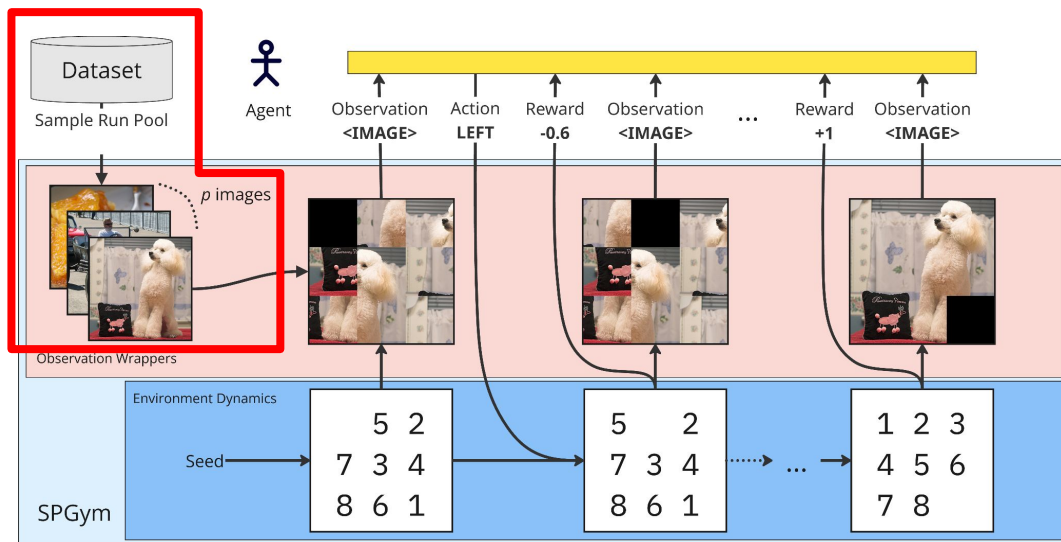 Dataset
Sample Run Pool
Agent
Observation
<IMAGE>
Action
LEFT
Reward
-0.6
Observation
<IMAGE>
...
Reward
+1
Observation
<IMAGE>
p images
Observation Wrappers
Environment Dynamics
Seed
5 2
7 3 4
8 6 1
5 2
7 3 4
8 6 1
...
1 2 3
4 5 6
7 8
SPGym